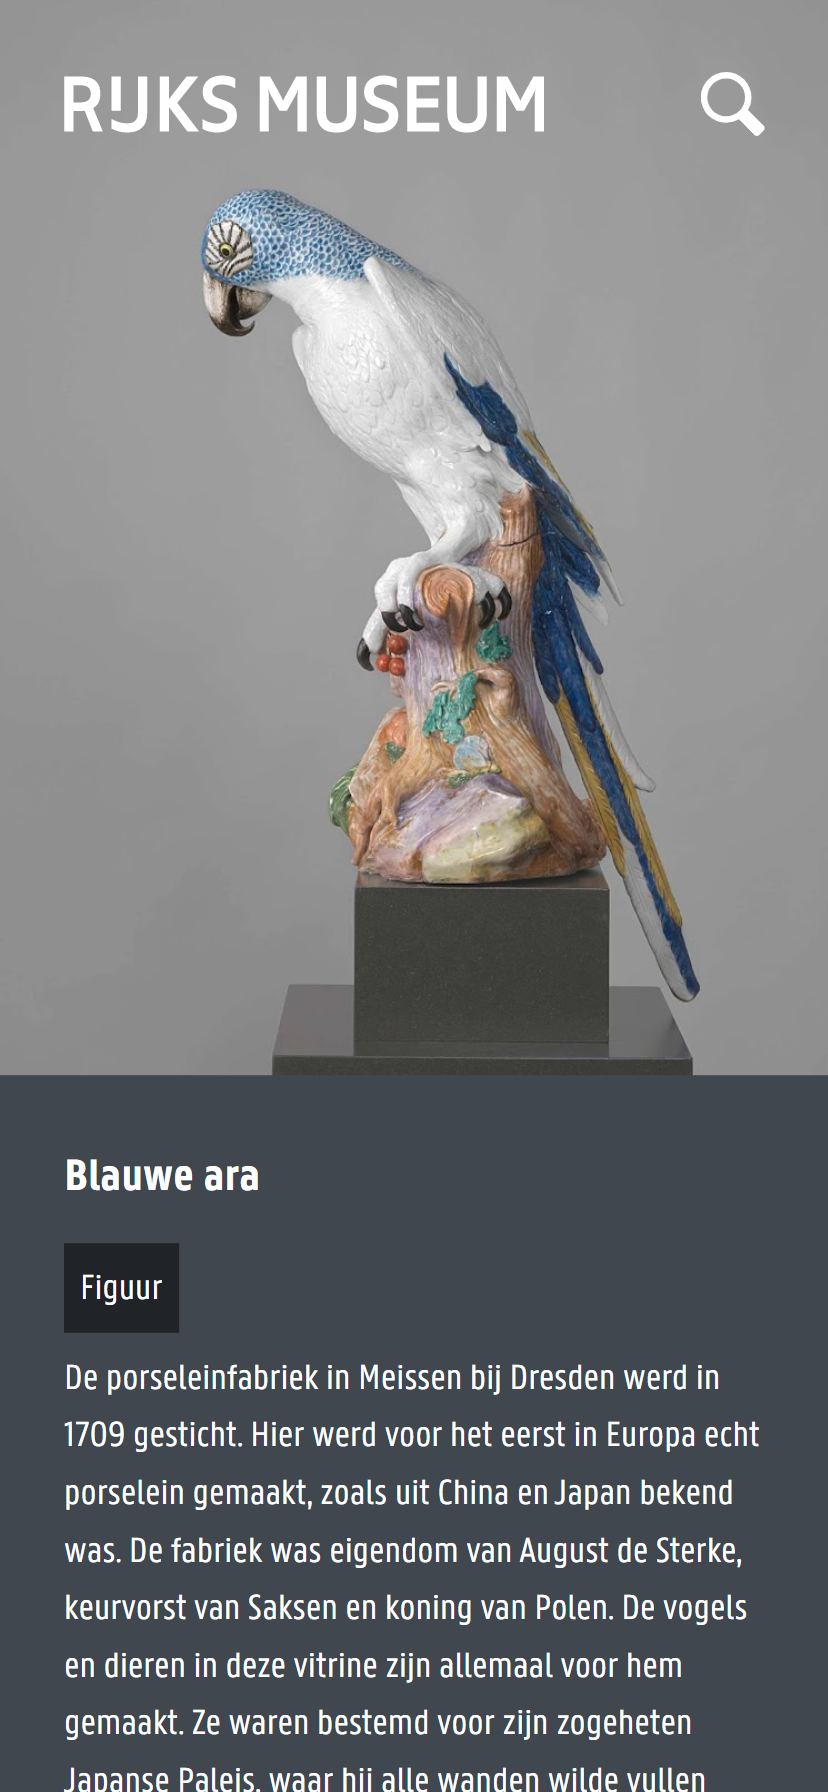 RIJKS MUSEUM
Blauwe ara
Figuur
De porseleinfabriek in Meissen bij Dresden werd in
1709 gesticht. Hier werd voor het eerst in Europa echt
porselein gemaakt, zoals uit China en Japan bekend
was. De fabriek was eigendom van August de Sterke,
keurvorst van Saksen en koning van Polen. De vogels
en dieren in deze vitrine zijn allemaal voor hem
gemaakt. Ze waren bestemd voor zijn zogeheten
Japanse Paleis, waar hij alle wanden wilde vullen